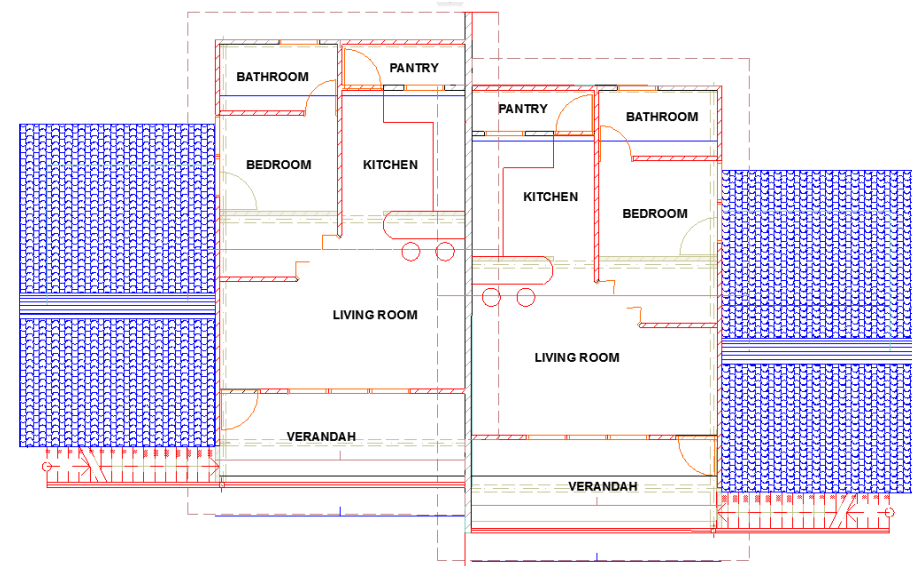 BATHROOM
PANTRY
BEDROOM
KITCHEN
LIVING ROOM
VERANDAH
PANTRY
BATHROOM
KITCHEN
BEDROOM
LIVING ROOM
VERANDAH